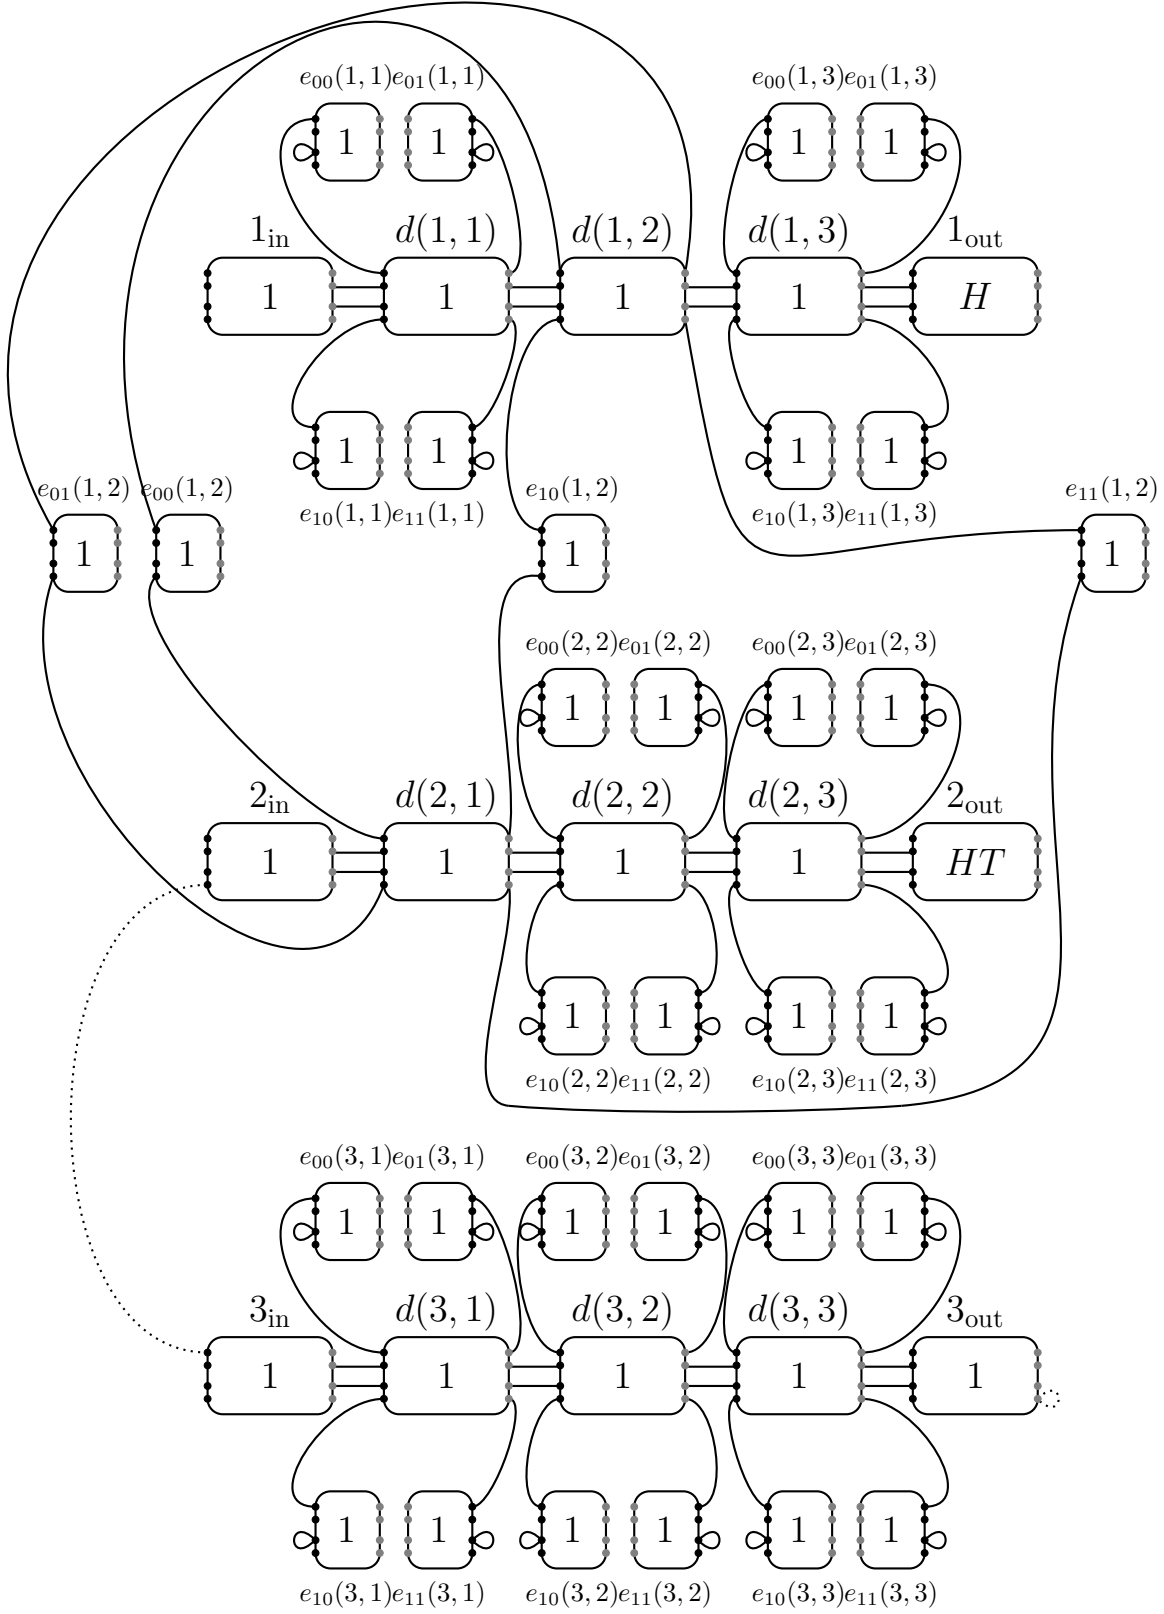 e₀₀(1, 1)e₀₁(1, 1) e₀₀(1, 3)e₀₁(1, 3)
1 1 1 1
1_in d(1, 1) d(1, 2) d(1, 3) 1_out
1 1 1 1 H
1 1 1 1
e₁₀(1, 1)e₁₁(1, 1) e₁₀(1, 3)e₁₁(1, 3)
e₀₁(1, 2) e₀₀(1, 2) e₁₀(1, 2) e₁₁(1, 2)
1 1 1 1
e₀₀(2, 2)e₀₁(2, 2) e₀₀(2, 3)e₀₁(2, 3)
1 1 1 1
2_in d(2, 1) d(2, 2) d(2, 3) 2_out
1 1 1 1 HT
1 1 1 1
e₁₀(2, 2)e₁₁(2, 2) e₁₀(2, 3)e₁₁(2, 3)
e₀₀(3, 1)e₀₁(3, 1) e₀₀(3, 2)e₀₁(3, 2) e₀₀(3, 3)e₀₁(3, 3)
1 1 1 1 1 1
3_in d(3, 1) d(3, 2) d(3, 3) 3_out
1 1 1 1 1
1 1 1 1 1 1
e₁₀(3, 1)e₁₁(3, 1) e₁₀(3, 2)e₁₁(3, 2) e₁₀(3, 3)e₁₁(3, 3)